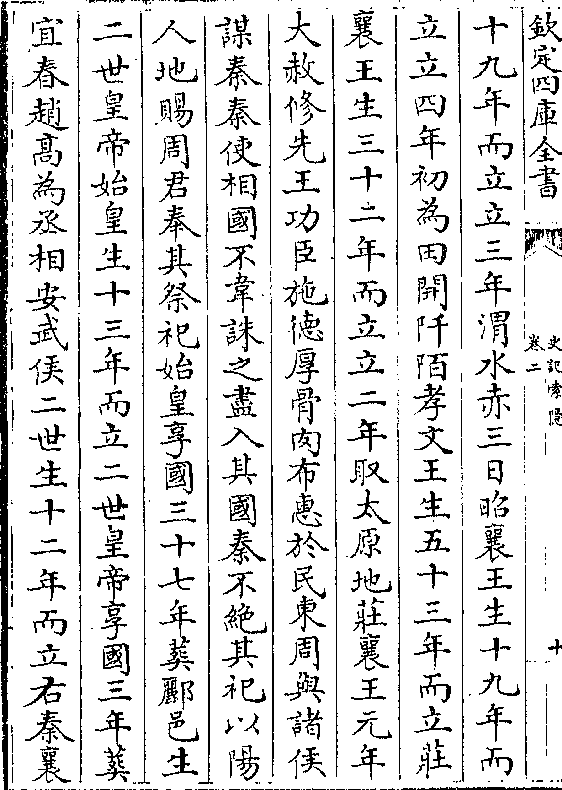 欽定四庫全書
史記索隱
卷二
十
十九年而立立三年渭水赤三日昭襄王生十九年而
立立四年初為田開阡陌孝文王生五十三年而立莊
襄王生三十二年而立立二年取太原地莊襄王元年
大赦修先王功臣施德厚骨肉布惠於民東周與諸侯
謀秦秦使相國不韋誅之盡入其國秦不絕其祀以陽
人地賜周君奉其祭祀始皇享國三十七年葬酈邑生
二世皇帝始皇生十三年而立二世皇帝享國三年葬
宜春趙高為丞相安武侯二世生十二年而立右秦襄